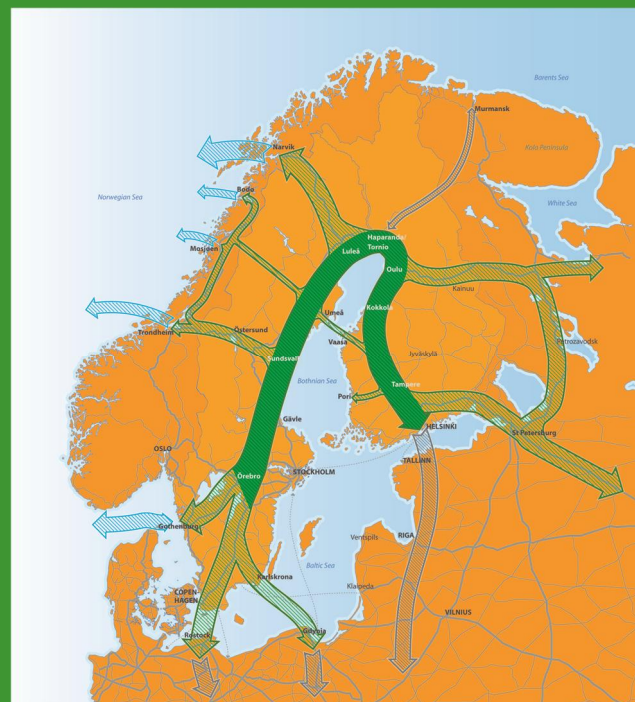 Barents Sea
Murmansk
Kola Peninsula
Narvik
Bodø
Norwegian Sea
White Sea
Mosjøen
Haparanda/
Tornio
Luleå
Oulu
Kainuu
Kokkola
Umeå
Trondheim
Östersund
Vaasa
Petrozavodsk
Jyväskylä
Sundsvall
Bothnian Sea
Tampere
Pori
Gävle
HELSINKI
St Petersburg
OSLO
TALLINN
STOCKHOLM
Örebro
Gothenburg
Ventspils
RIGA
Baltic Sea
Karlskrona
Klaipeda
COPEN-
HAGEN
VILNIUS
Rostock
Gdynia